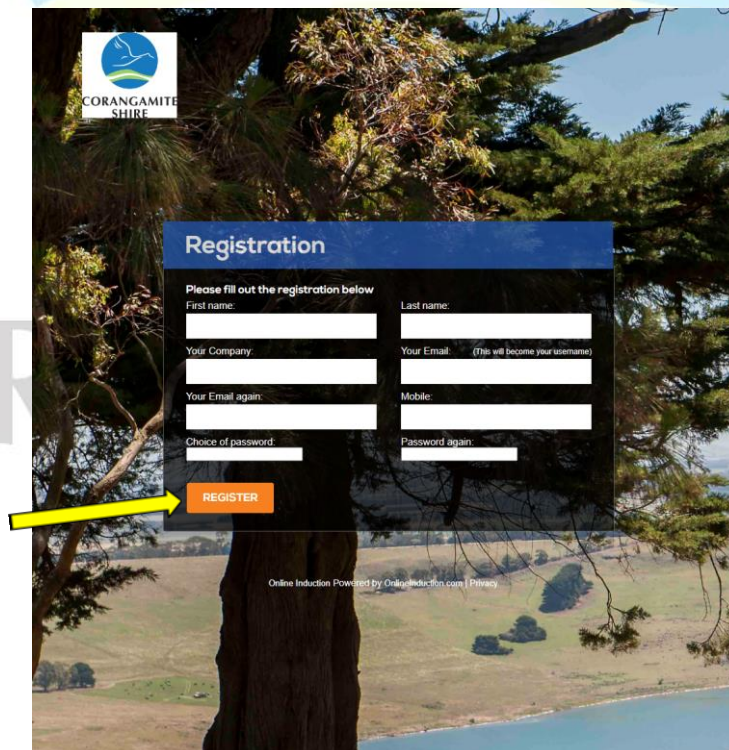 CORANGAMITE
SHIRE
Registration
Please fill out the registration below
First name:
Last name:
Your Company:
Your Email: (This will become your username)
Your Email again:
Mobile:
Choice of password:
Password again:
REGISTER
Online Induction Powered by OnlineInduction.com | Privacy